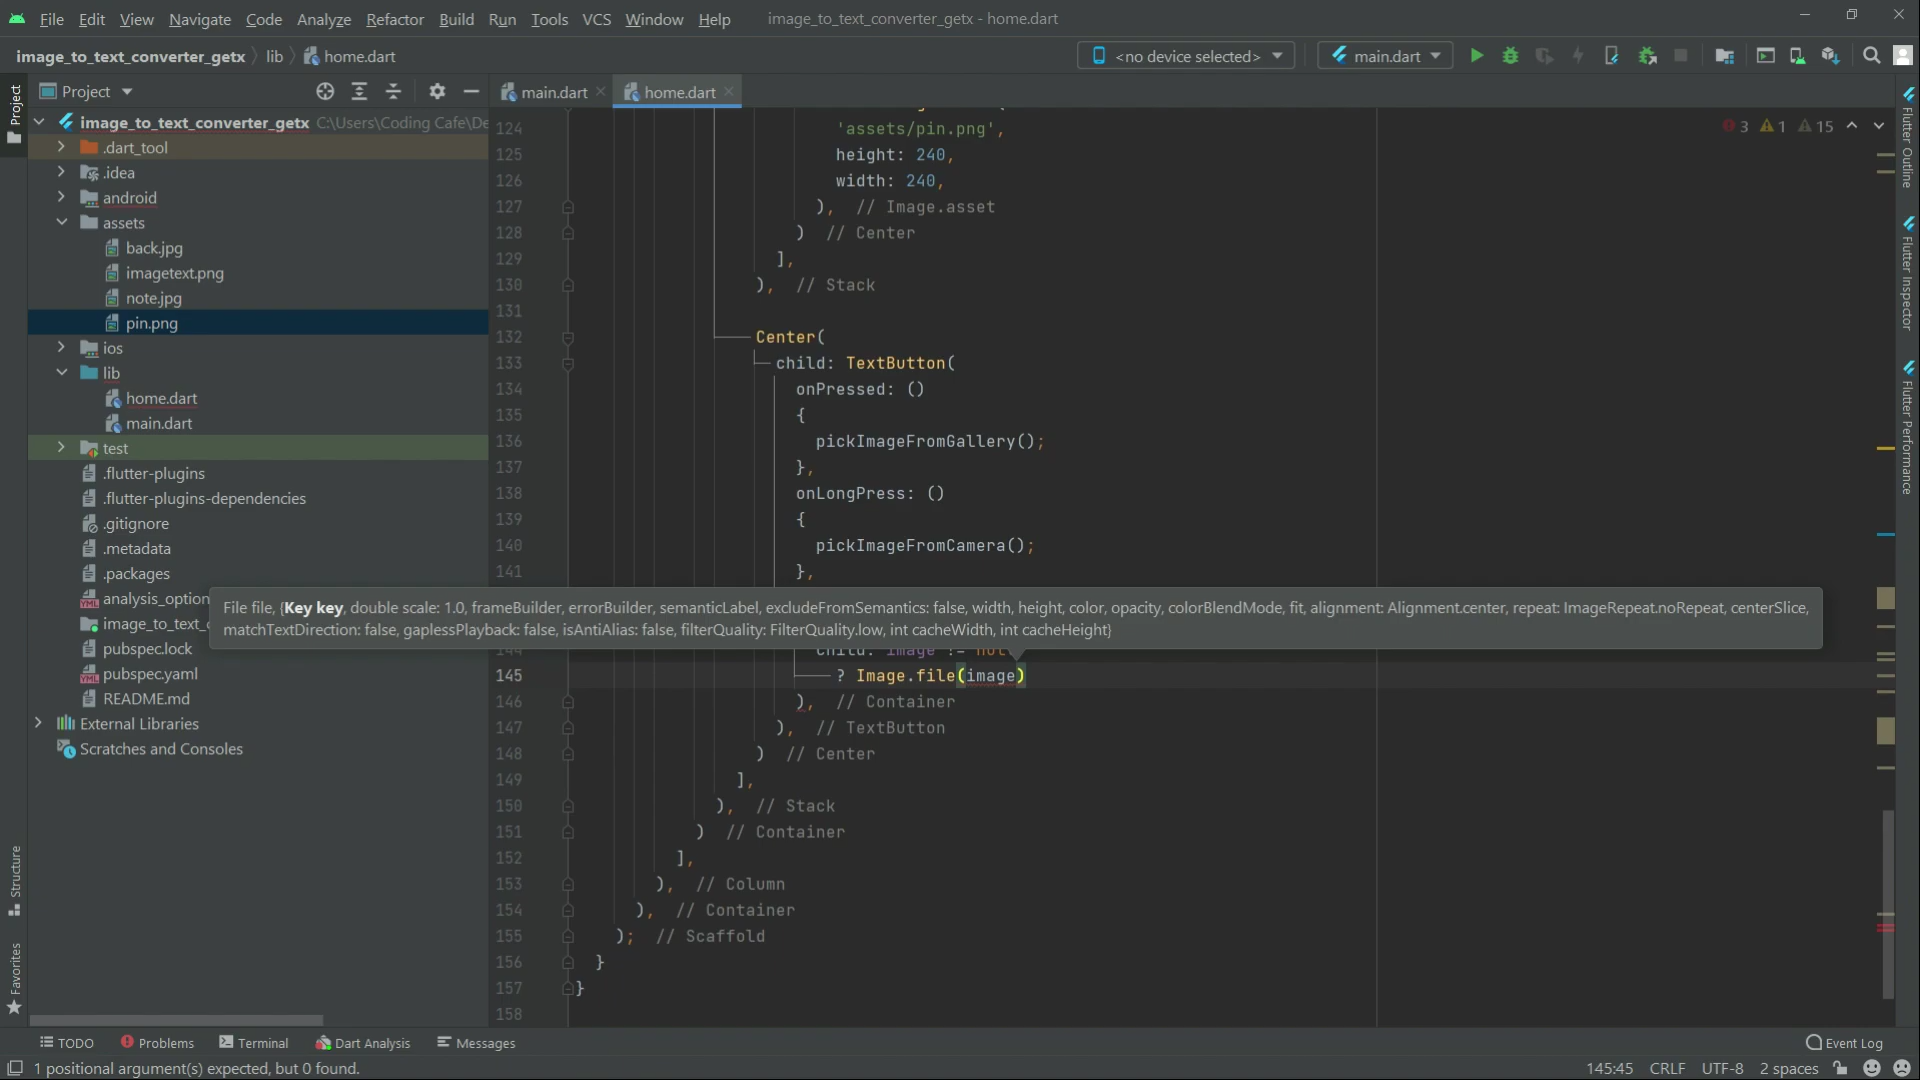 File Edit View Navigate Code Analyze Refactor Build Run Tools VCS Window Help image_to_text_converter_getx - home.dart
image_to_text_converter_getx lib home.dart <no device selected> main.dart
Project
Project main.dart home.dart
image_to_text_converter_getx C:\Users\Coding Cafe\De
.dart_tool
.idea
android
assets
back.jpg
imagetext.png
note.jpg
pin.png
ios
lib
home.dart
main.dart
test
.flutter-plugins
.flutter-plugins-dependencies
.gitignore
.metadata
.packages
analysis_option
image_to_text_c
pubspec.lock
pubspec.yaml
README.md
External Libraries
Scratches and Consoles
3 1 15
124 'assets/pin.png',
125 height: 240,
126 width: 240,
127 ), // Image.asset
128 ) // Center
129 ],
130 ), // Stack
131
132 Center(
133 child: TextButton(
134 onPressed: ()
135 {
136 pickImageFromGallery();
137 },
138 onLongPress: ()
139 {
140 pickImageFromCamera();
141 },
File file, {Key key, double scale: 1.0, frameBuilder, errorBuilder, semanticLabel, excludeFromSemantics: false, width, height, color, opacity, colorBlendMode, fit, alignment: Alignment.center, repeat: ImageRepeat.noRepeat, centerSlice,
matchTextDirection: false, gaplessPlayback: false, isAntiAlias: false, filterQuality: FilterQuality.low, int cacheWidth, int cacheHeight}
144 child: image !=
145 ? Image.file(image)
146 ), // Container
147 ), // TextButton
148 ) // Center
149 ],
150 ), // Stack
151 ) // Container
152 ],
153 ), // Column
154 ), // Container
155 ); // Scaffold
156 }
157 }
158
Flutter Outline
Flutter Inspector
Flutter Performance
Structure
Favorites
TODO Problems Terminal Dart Analysis Messages Event Log
1 positional argument(s) expected, but 0 found. 145:45 CRLF UTF-8 2 spaces